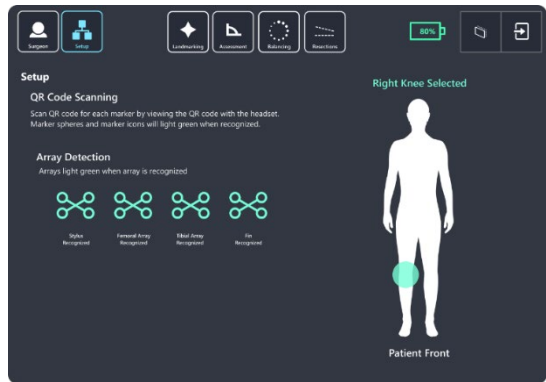 Surgeon
Setup
Landmarking
Assessment
Balancing
Resections
80%
Setup
QR Code Scanning
Scan QR code for each marker by viewing the QR code with the headset.
Marker spheres and marker icons will light green when recognized.
Right Knee Selected
Array Detection
Arrays light green when array is recognized
Stylus
Recognized
Femoral Array
Recognized
Tibial Array
Recognized
Fin
Recognized
Patient Front